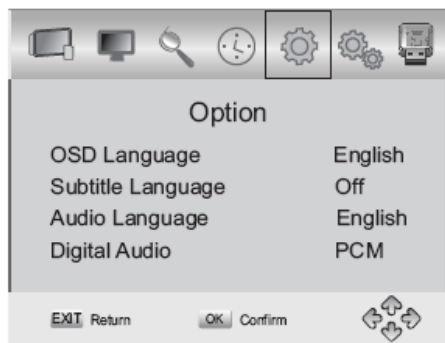 Option
OSD Language English
Subtitle Language Off
Audio Language English
Digital Audio PCM
EXIT Return OK Confirm